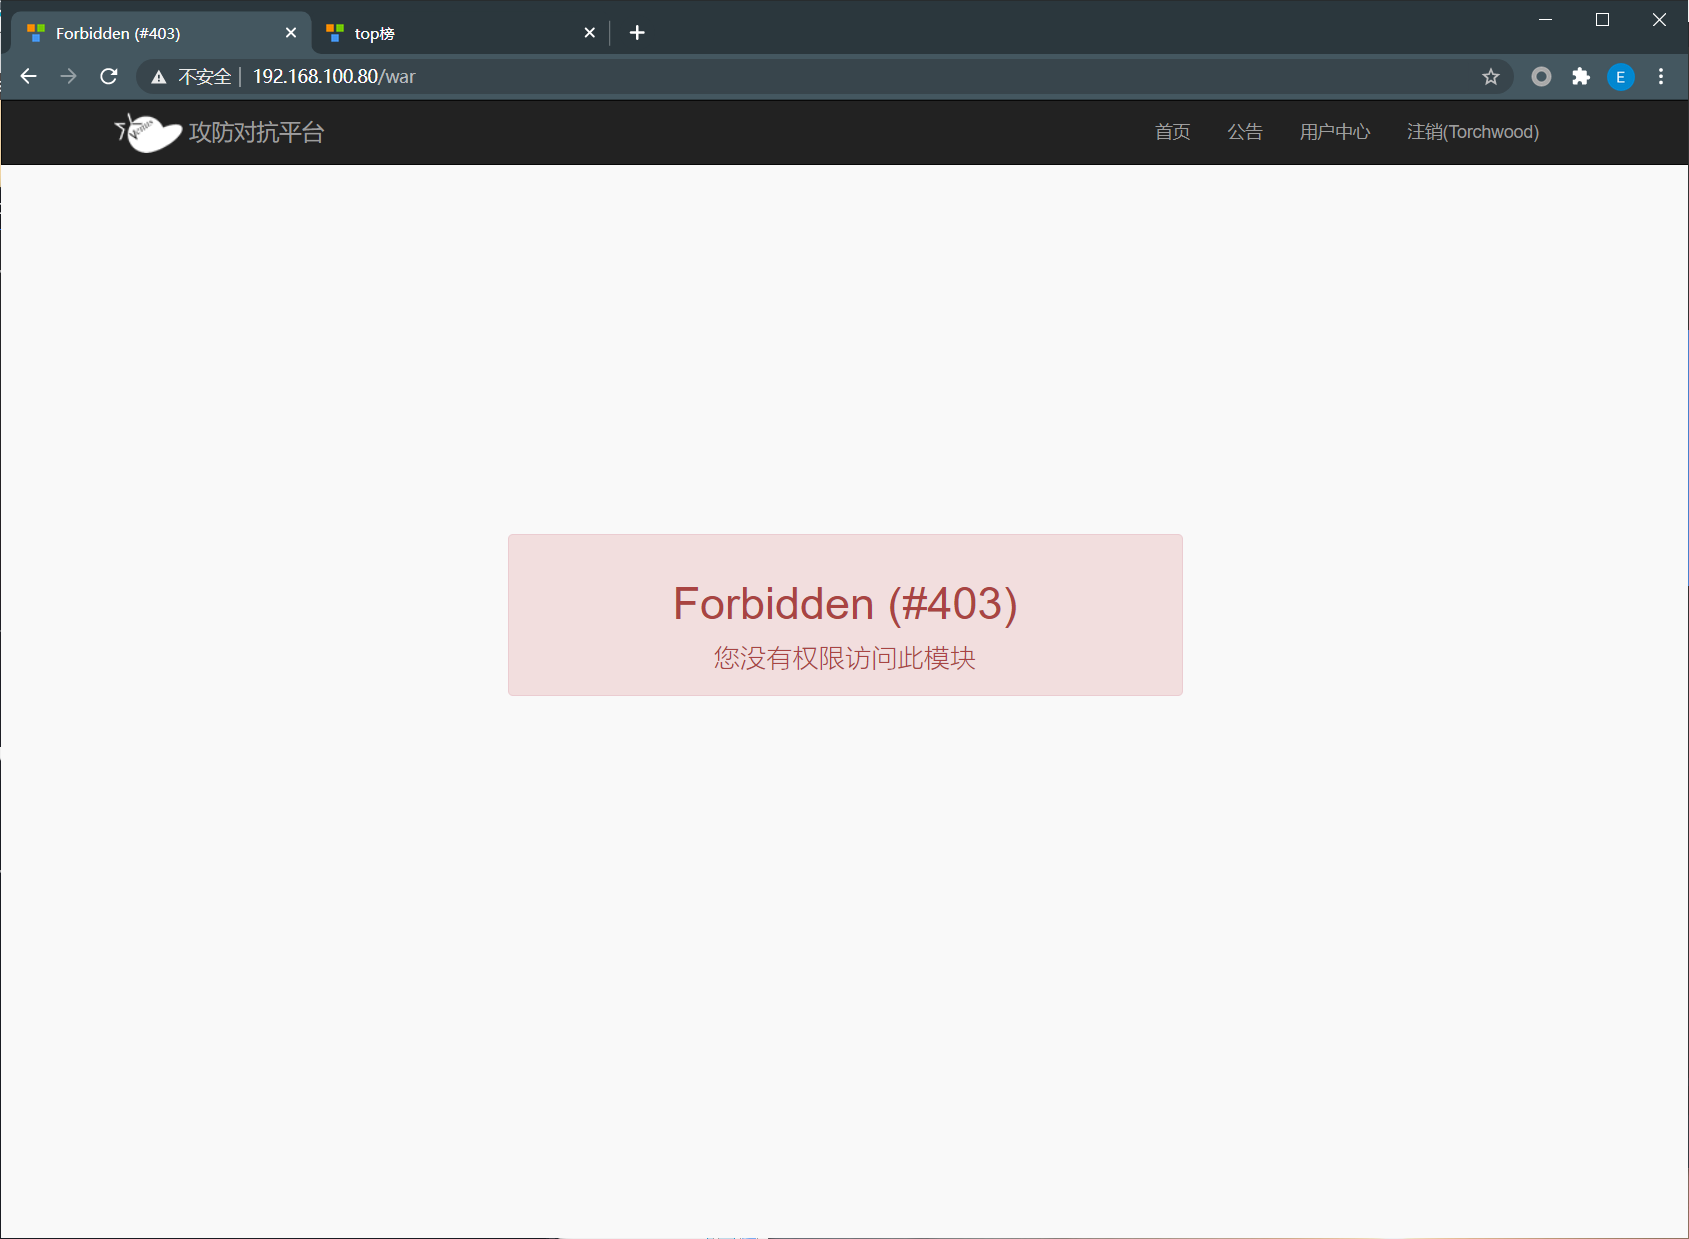 Forbidden (#403)
top榜
不安全 | 192.168.100.80/war
E
Venus 攻防对抗平台
首页 公告 用户中心 注销(Torchwood)
Forbidden (#403)
您没有权限访问此模块